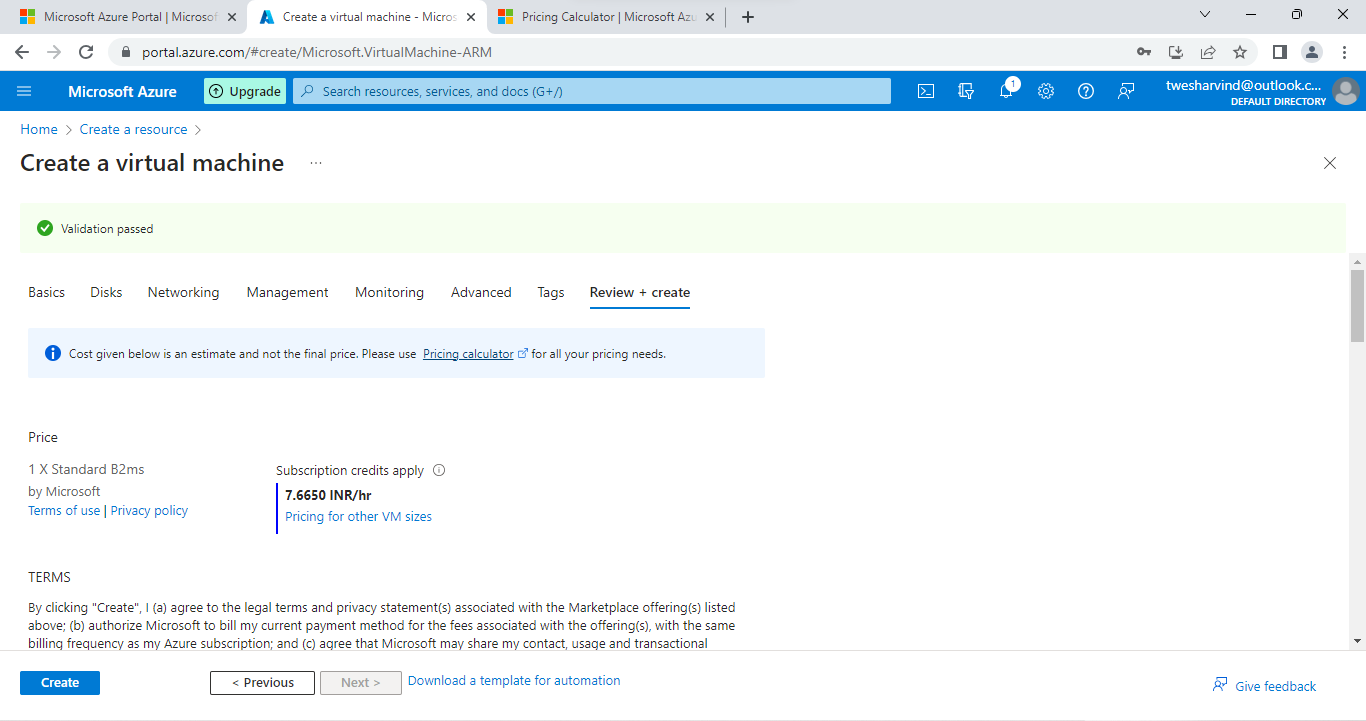 Microsoft Azure Portal | Microsof
Create a virtual machine - Micros
Pricing Calculator | Microsoft Azu
portal.azure.com/#create/Microsoft.VirtualMachine-ARM
Microsoft Azure
Upgrade
Search resources, services, and docs (G+/)
1
twesharvind@outlook.c...
DEFAULT DIRECTORY
Home > Create a resource >
Create a virtual machine ...
Validation passed
Basics Disks Networking Management Monitoring Advanced Tags Review + create
Cost given below is an estimate and not the final price. Please use Pricing calculator for all your pricing needs.
Price
1 X Standard B2ms
by Microsoft
Terms of use | Privacy policy
Subscription credits apply
7.6650 INR/hr
Pricing for other VM sizes
TERMS
By clicking "Create", I (a) agree to the legal terms and privacy statement(s) associated with the Marketplace offering(s) listed
above; (b) authorize Microsoft to bill my current payment method for the fees associated with the offering(s), with the same
billing frequency as my Azure subscription; and (c) agree that Microsoft may share my contact, usage and transactional
Create
< Previous
Next >
Download a template for automation
Give feedback